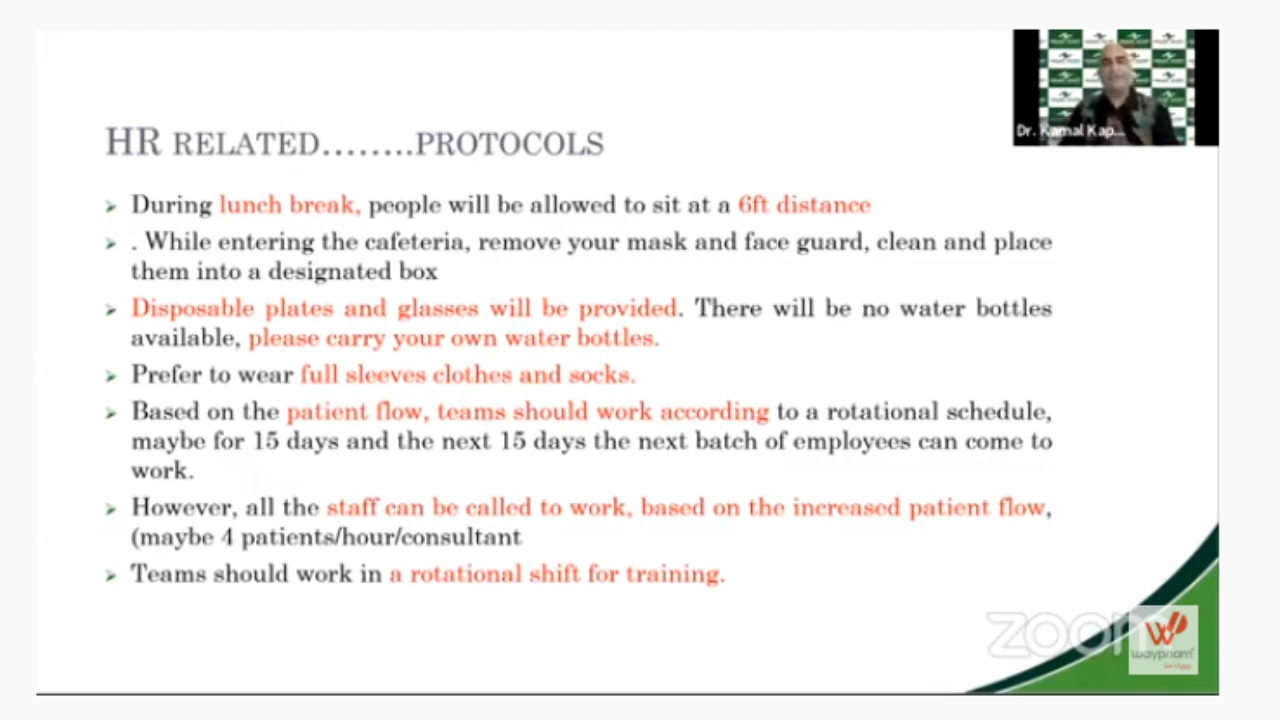 Dr. Kamal Kap...
HR RELATED........PROTOCOLS
During lunch break, people will be allowed to sit at a 6ft distance
. While entering the cafeteria, remove your mask and face guard, clean and place
them into a designated box
Disposable plates and glasses will be provided. There will be no water bottles
available, please carry your own water bottles.
Prefer to wear full sleeves clothes and socks.
Based on the patient flow, teams should work according to a rotational schedule,
maybe for 15 days and the next 15 days the next batch of employees can come to
work.
However, all the staff can be called to work, based on the increased patient flow,
(maybe 4 patients/hour/consultant
Teams should work in a rotational shift for training.
zoom
waypham